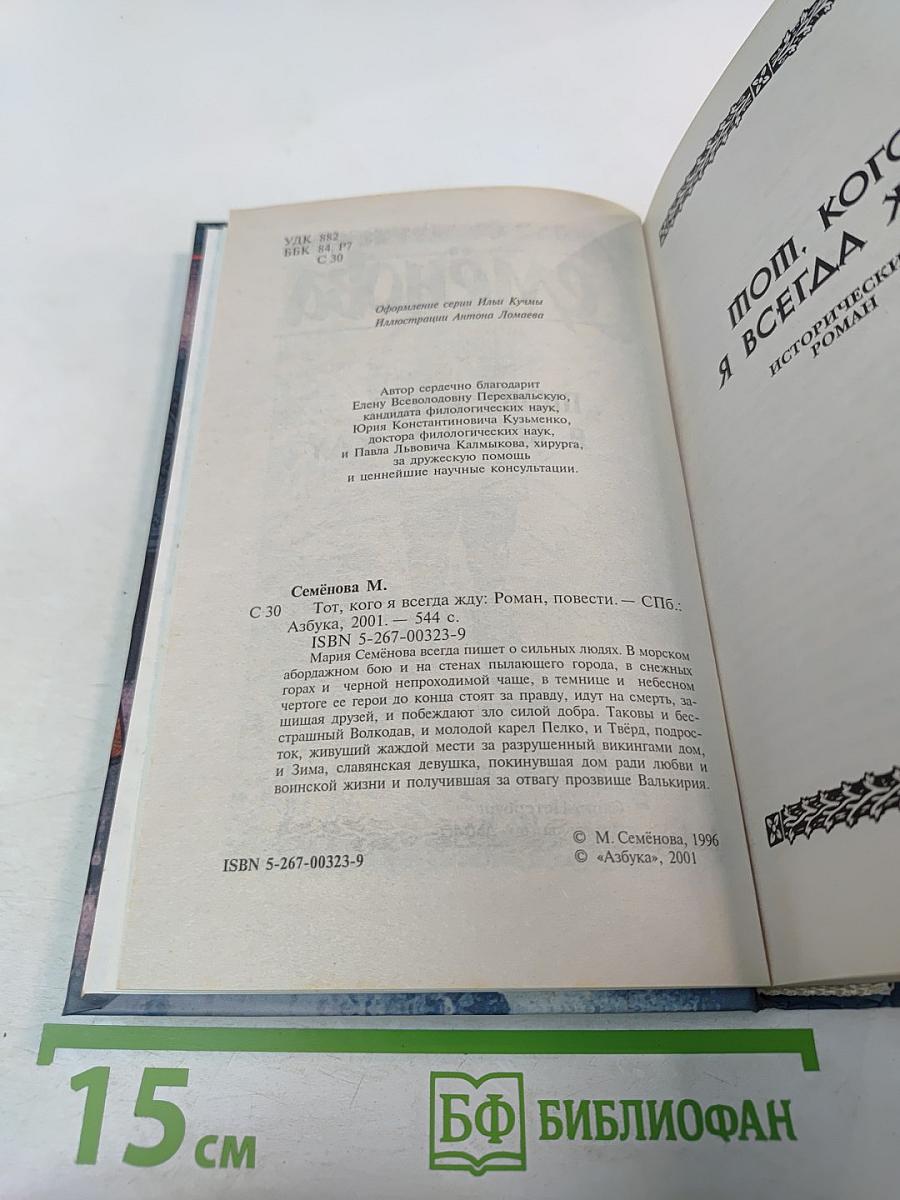 УДК 882
ББК 84. Р7
С 30
Оформление серии Ильи Кучмы
Иллюстрации Антона Ломаева
Автор сердечно благодарит
Елену Всеволодовну Перехвальскую,
кандидата филологических наук,
Юрия Константиновича Кузьменко,
доктора филологических наук,
и Павла Львовича Калмыкова, хирурга,
за дружескую помощь
и ценнейшие научные консультации.
Семёнова М.
С 30 Тот, кого я всегда жду: Роман, повести. — СПб.:
Азбука, 2001. — 544 с.
ISBN 5-267-00323-9
Мария Семёнова всегда пишет о сильных людях. В морском
абордажном бою и на стенах пылающего города, в снежных
горах и черной непроходимой чаще, в темнице и небесном
чертоге ее герои до конца стоят за правду, идут на смерть, за-
щищая друзей, и побеждают зло силой добра. Таковы и бес-
страшный Волкодав, и молодой карел Пелко, и Твёрд, подрос-
ток, живущий жаждой мести за разрушенный викингами дом,
и Зима, славянская девушка, покинувшая дом ради любви и
воинской жизни и получившая за отвагу прозвище Валькирия.
ISBN 5-267-00323-9
© М. Семёнова, 1996
© «Азбука», 2001
ТОТ, КОГО
Я ВСЕГДА Ж
ИСТОРИЧЕСКИ
РОМАН
15 см
БФ БИБЛИОФАН